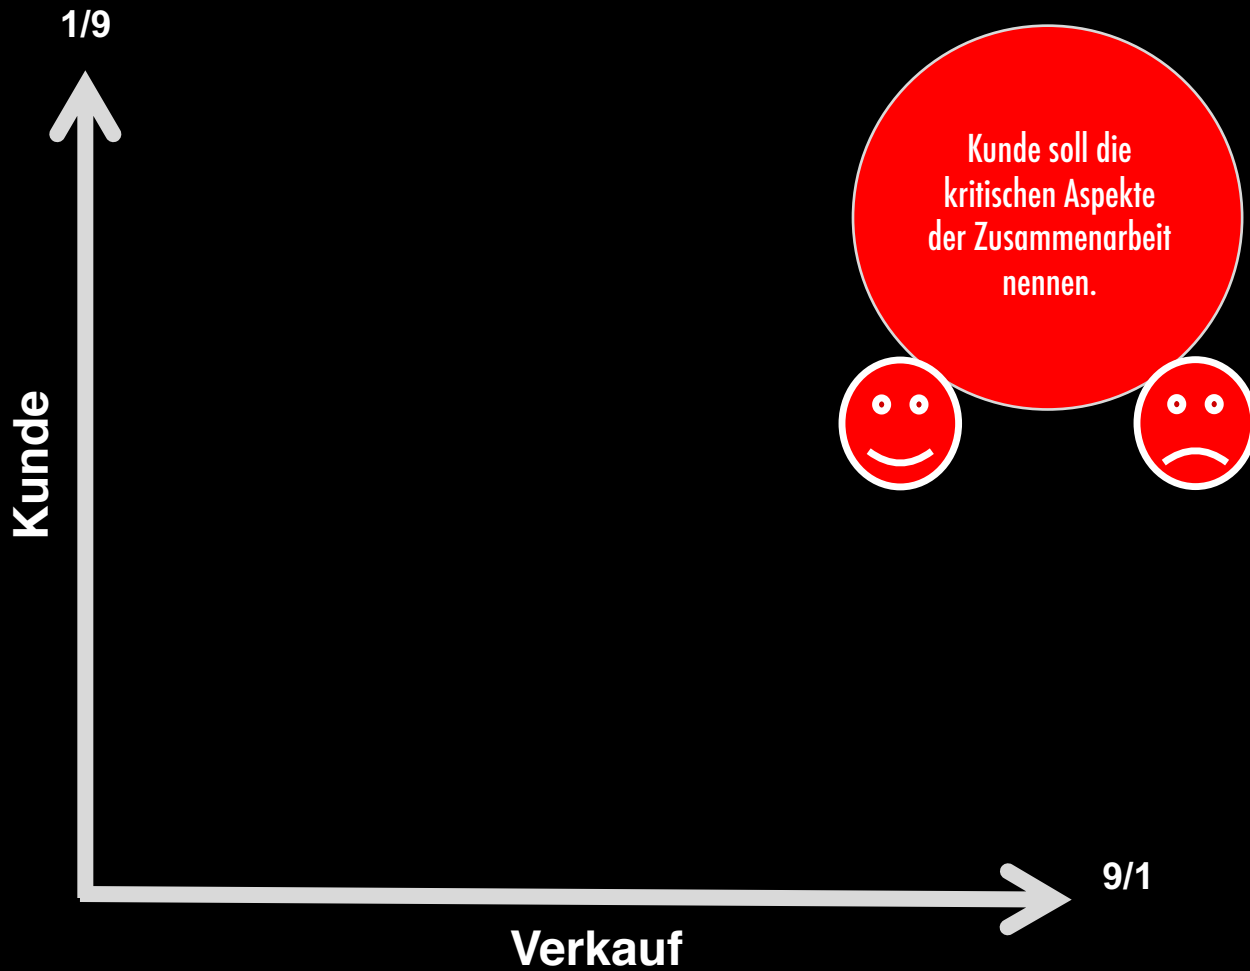 1/9
Kunde soll die
kritischen Aspekte
der Zusammenarbeit
nennen.
Kunde
9/1
Verkauf